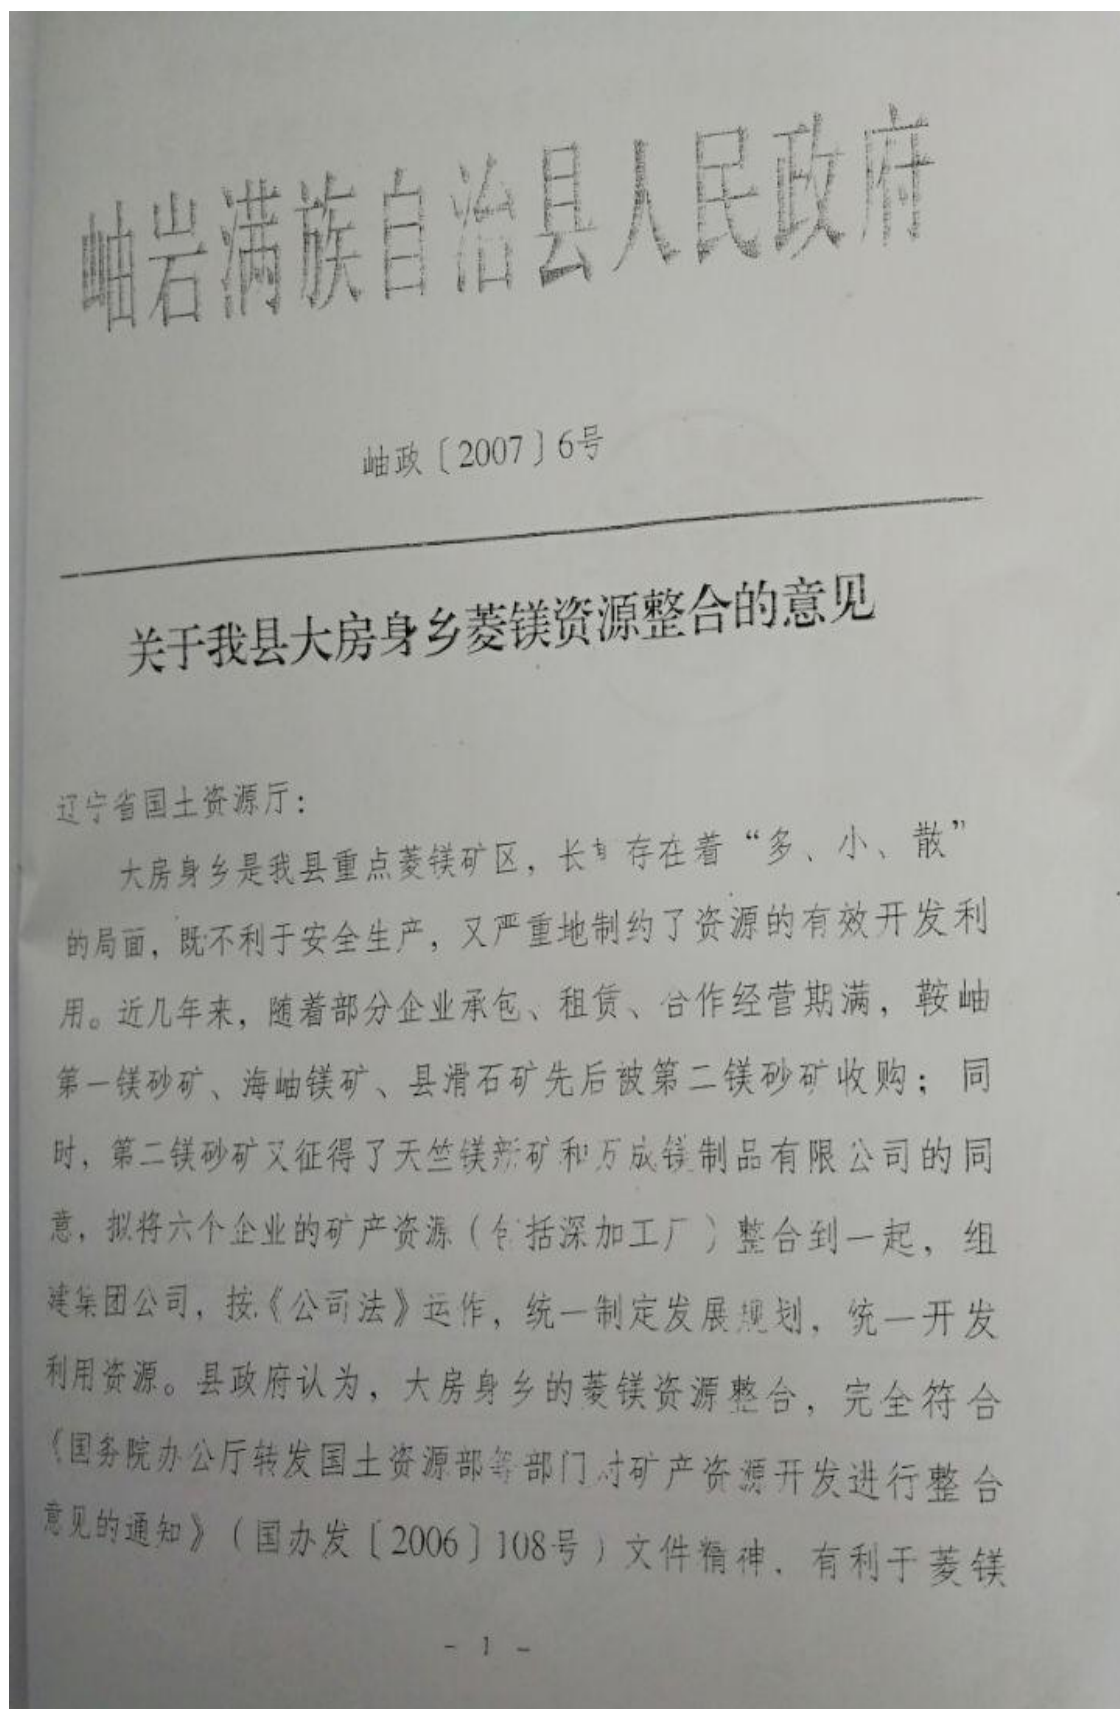 岫岩满族自治县人民政府
岫政〔2007〕6号
关于我县大房身乡菱镁资源整合的意见
辽宁省国土资源厅：
大房身乡是我县重点菱镁矿区，长 存在着“多、小、散”
的局面，既不利于安全生产，又严重地制约了资源的有效开发利
用。近几年来，随着部分企业承包、租赁、合作经营期满，鞍岫
第一镁砂矿、海岫镁矿、县滑石矿先后被第二镁砂矿收购；同
时，第二镁砂矿又征得了天竺镁新矿和万成镁制品有限公司的同
意，拟将六个企业的矿产资源（包括深加工厂）整合到一起，组
建集团公司，按《公司法》运作，统一制定发展规划，统一开发
利用资源。县政府认为，大房身乡的菱镁资源整合，完全符合
《国务院办公厅转发国土资源部等部门对矿产资源开发进行整合
意见的通知》（国办发〔2006〕108号）文件精神，有利于菱镁
- 1 -